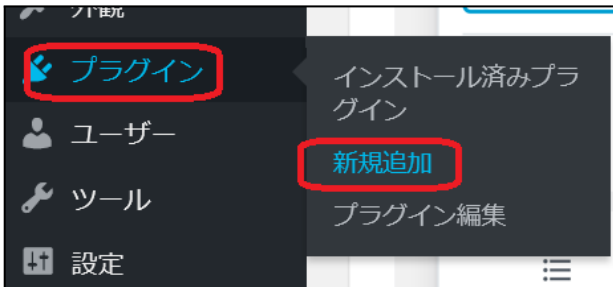 外観
プラグイン
インストール済みプラ
グイン
新規追加
プラグイン編集
ユーザー
ツール
設定